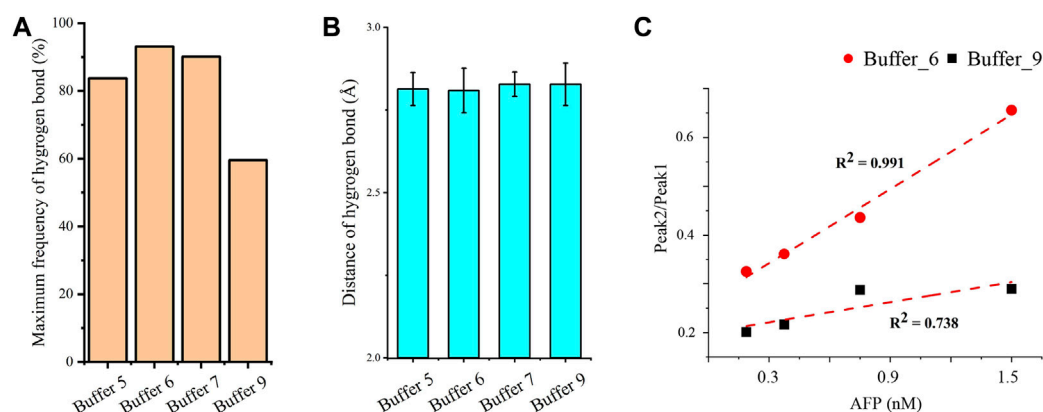 A
Maximum frequency of hygrogen bond (%)
100
80
60
40
20
0
Buffer 5
Buffer 6
Buffer 7
Buffer 9
B
Distance of hygrogen bond (Å)
3.0
2.5
2.0
Buffer 5
Buffer 6
Buffer 7
Buffer 9
C
Buffer_6
Buffer_9
Peak2/Peak1
0.6
0.4
0.2
R² = 0.991
R² = 0.738
0.3
0.9
1.5
AFP (nM)